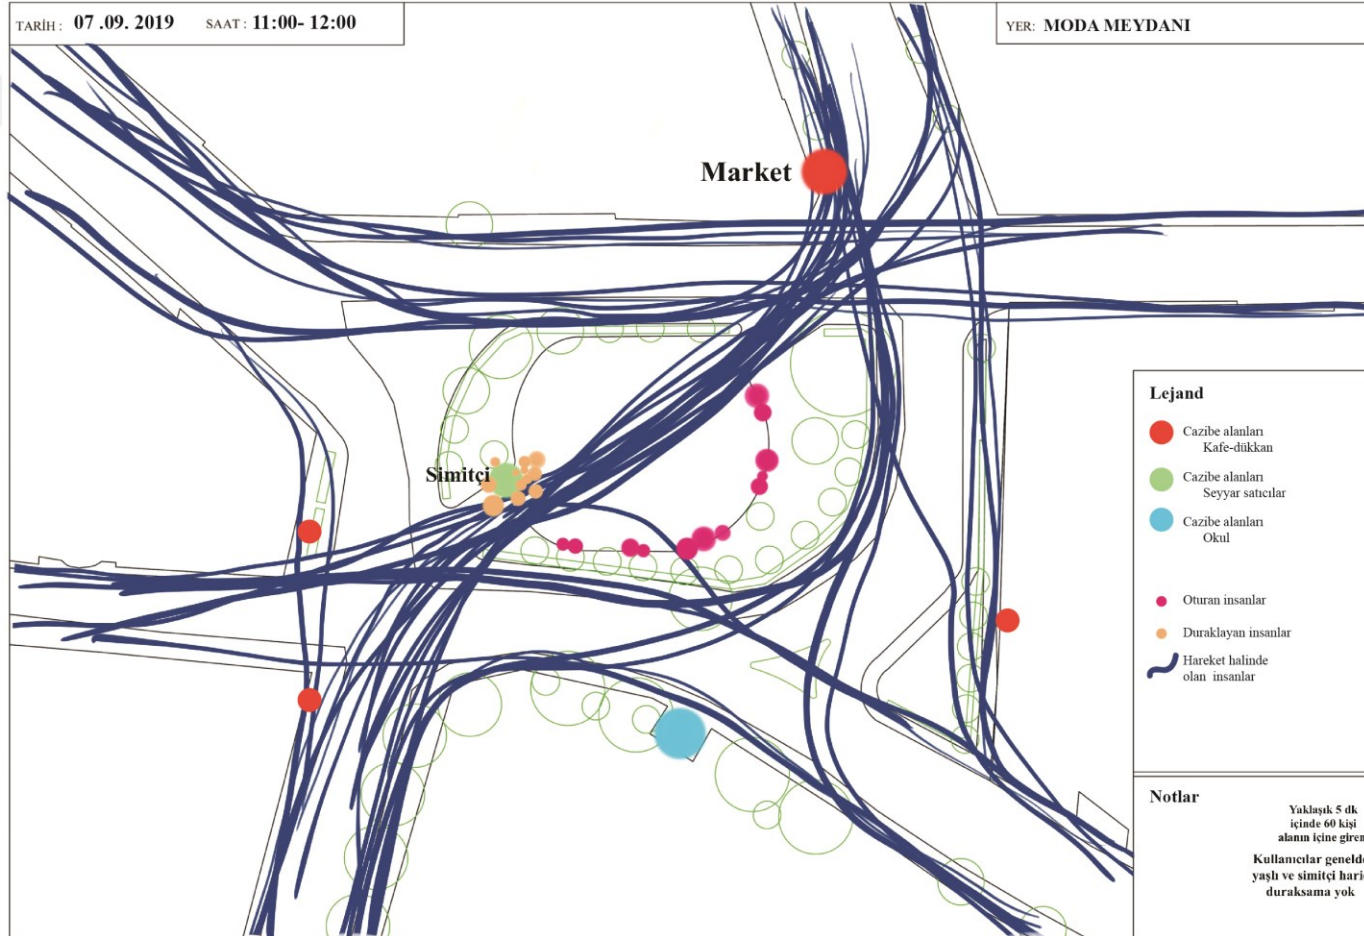 TARİH : 07 .09. 2019 SAAT : 11:00- 12:00
YER: MODA MEYDANI
Market
Simitçi
Lejand
Cazibe alanları
Kafe-dükkan
Cazibe alanları
Seyyar satıcılar
Cazibe alanları
Okul
Oturan insanlar
Duraklayan insanlar
Hareket halinde
olan insanlar
Notlar
Yaklaşık 5 dk
içinde 60 kişi
alanın içine giren
Kullanıcılar
yaşlı ve simitçi
duraksama yok